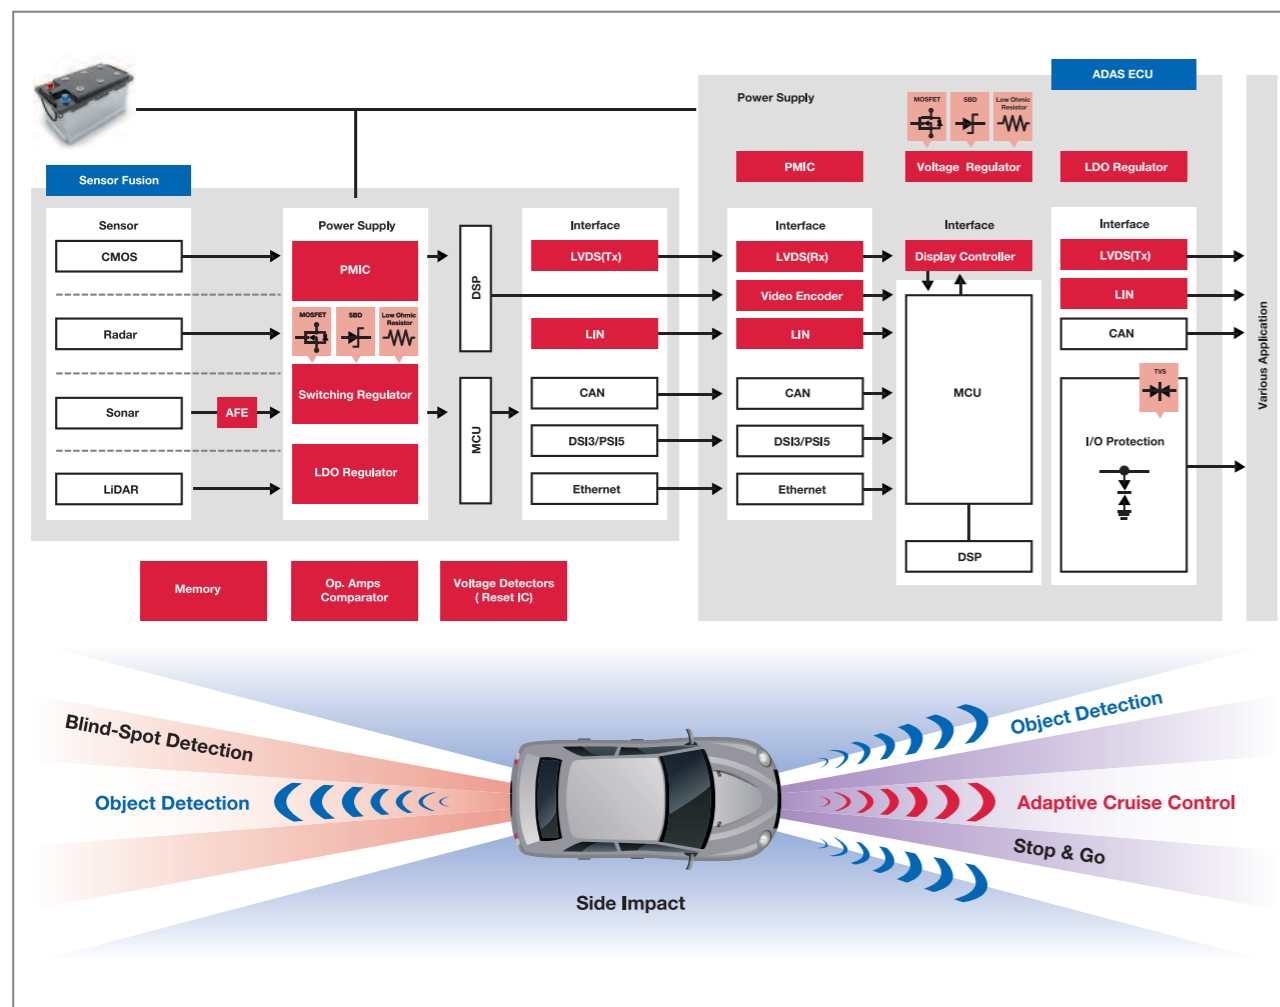 ADAS ECU
Power Supply
MOSFET
SBD
Low Ohmic
Resistor
PMIC
Voltage Regulator
LDO Regulator
Sensor Fusion
Sensor
Power Supply
Interface
Interface
Interface
Interface
CMOS
PMIC
DSP
LVDS(Tx)
LVDS(Rx)
Display Controller
LVDS(Tx)
Video Encoder
LIN
Radar
MOSFET
SBD
Low Ohmic
Resistor
LIN
LIN
CAN
Various Application
Switching Regulator
MCU
CAN
CAN
MCU
TVS
Sonar
AFE
DSI3/PSI5
DSI3/PSI5
I/O Protection
LDO Regulator
LiDAR
Ethernet
Ethernet
DSP
Memory
Op. Amps
Comparator
Voltage Detectors
( Reset IC)
Blind-Spot Detection
Object Detection
Object Detection
Adaptive Cruise Control
Stop & Go
Side Impact